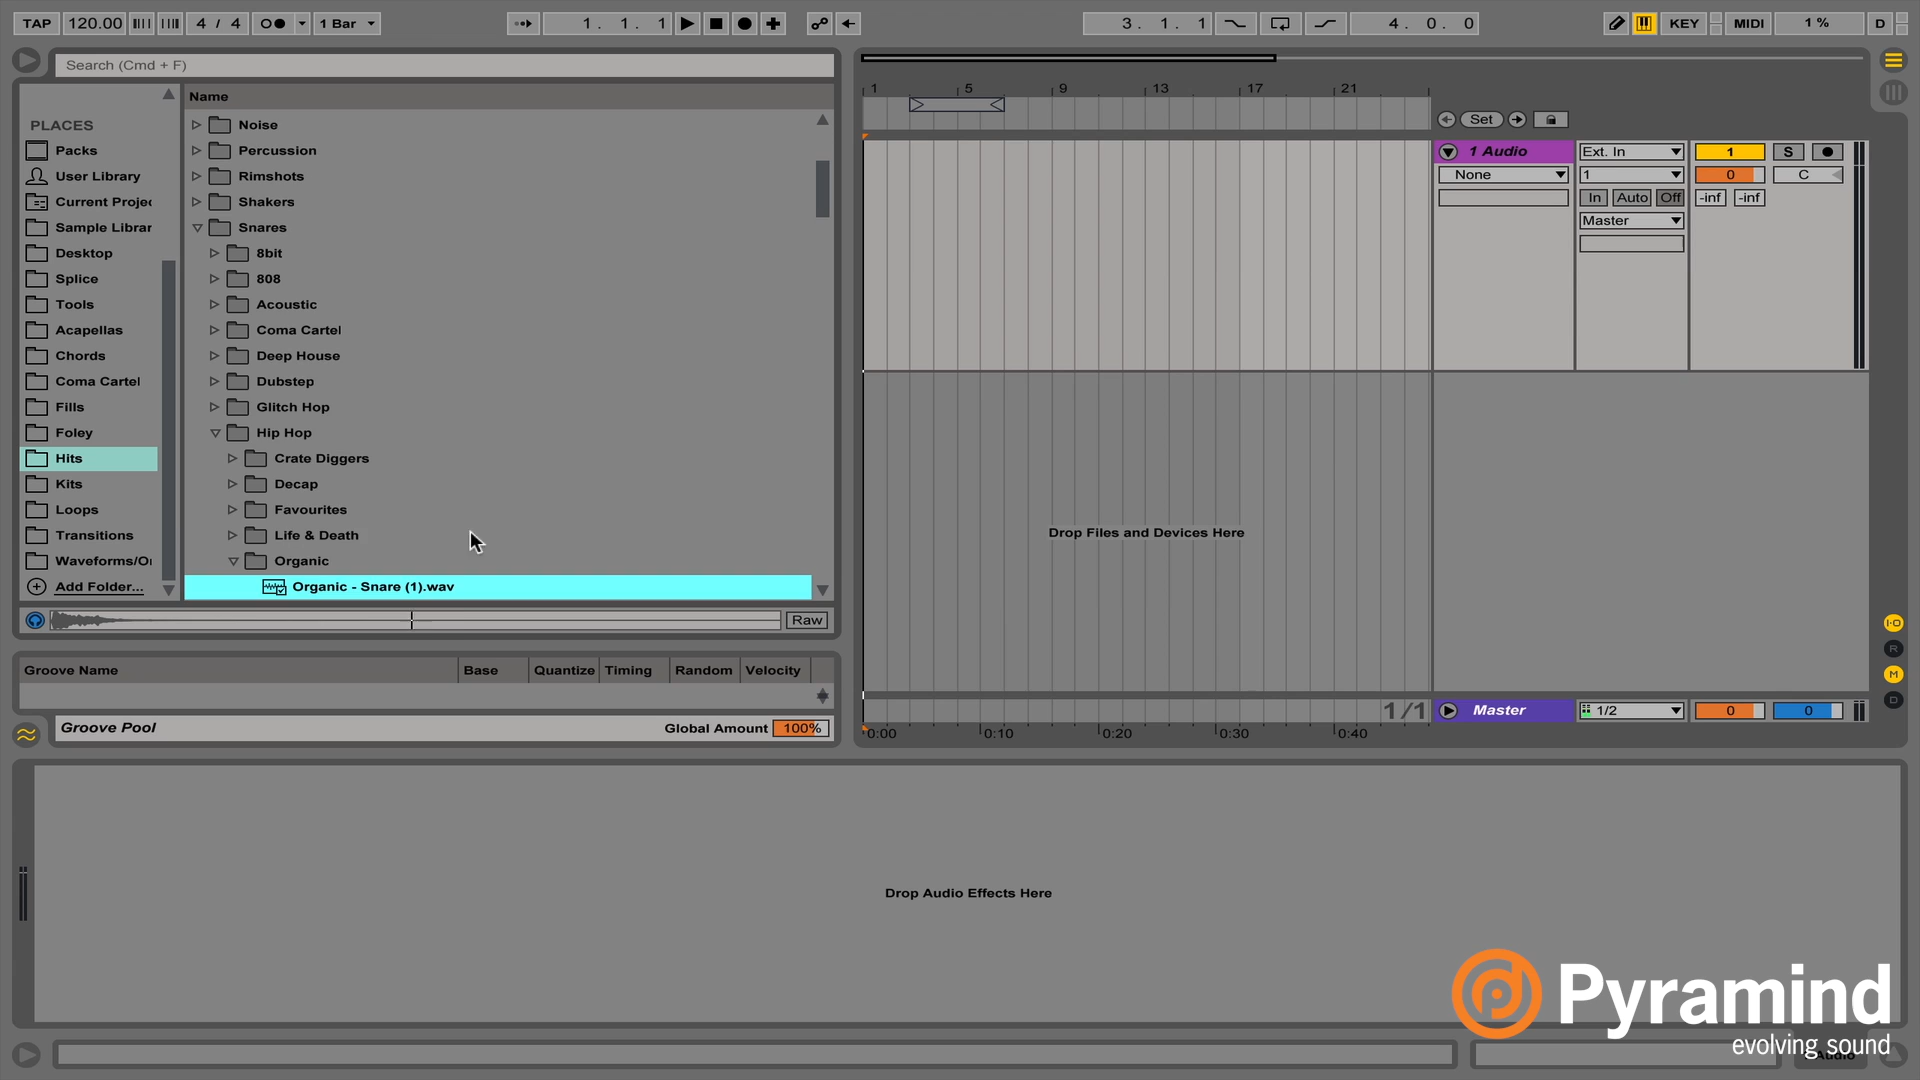 TAP 120.00 4 / 4 1 Bar 1. 1. 1 3. 1. 1 4. 0. 0 KEY MIDI 1 % D
Search (Cmd + F)
PLACES
Packs
User Library
Current Projec
Sample Librar
Desktop
Splice
Tools
Acapellas
Chords
Coma Cartel
Fills
Foley
Hits
Kits
Loops
Transitions
Waveforms/Or
Add Folder...
Name
Noise
Percussion
Rimshots
Shakers
Snares
8bit
808
Acoustic
Coma Cartel
Deep House
Dubstep
Glitch Hop
Hip Hop
Crate Diggers
Decap
Favourites
Life & Death
Organic
Organic - Snare (1).wav
Raw
Groove Name Base Quantize Timing Random Velocity
Groove Pool Global Amount 100%
1 5 9 13 17 21
Set
1 Audio Ext. In 1 S
None 1 0 C
In Auto Off -inf -inf
Master
Drop Files and Devices Here
I·O
R
M
D
1/1 Master 1/2 0 0
0:00 0:10 0:20 0:30 0:40
Drop Audio Effects Here
Pyramind
evolving sound